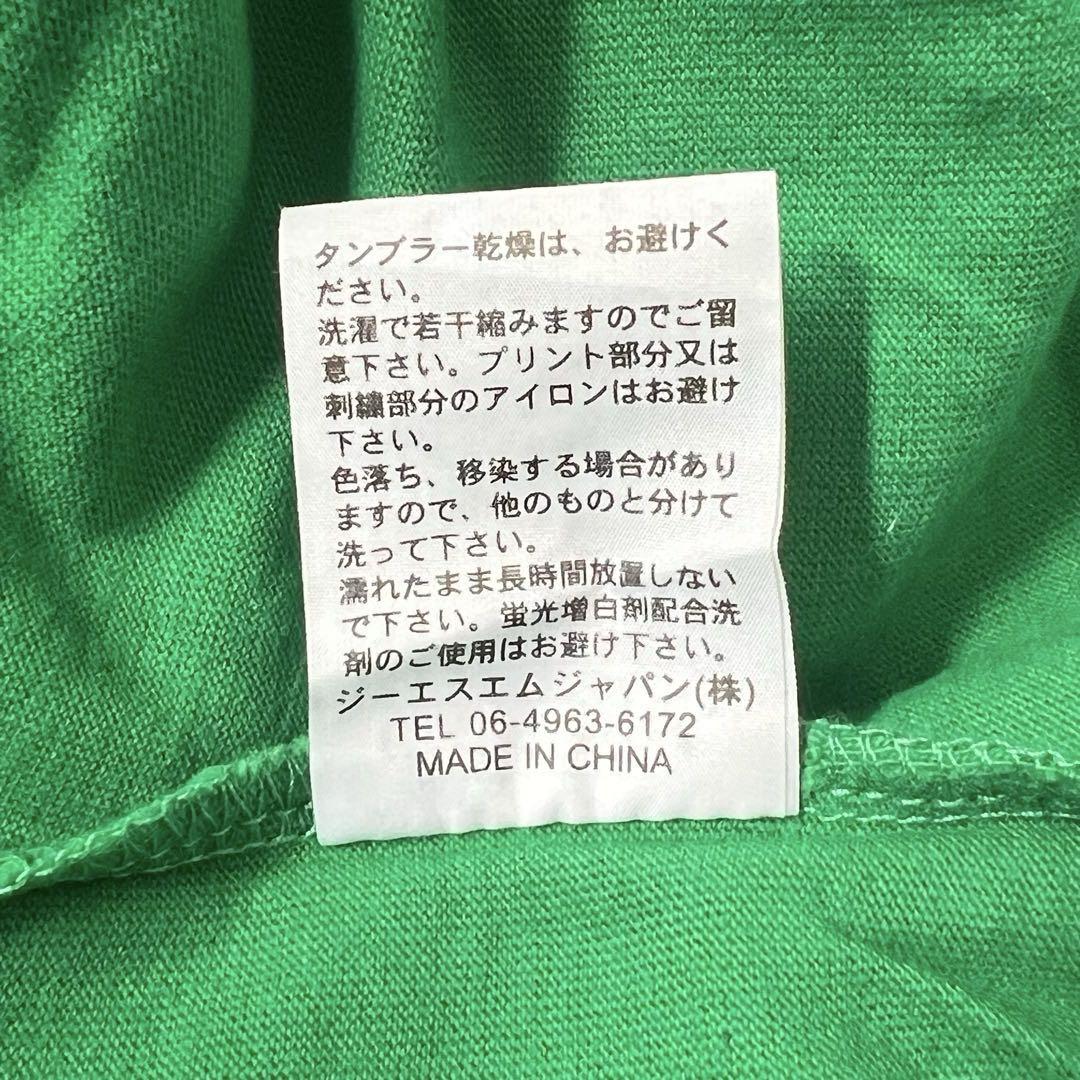 タンブラー乾燥は、お避けく
ださい。
洗濯で若干縮みますのでご留
意下さい。プリント部分又は
刺繍部分のアイロンはお避け
下さい。
色落ち、移染する場合があり
ますので、他のものと分けて
洗って下さい。
濡れたまま長時間放置しない
で下さい。蛍光増白剤配合洗
剤のご使用はお避け下さい。
ジーエスエムジャパン(株)
TEL 06-4963-6172
MADE IN CHINA